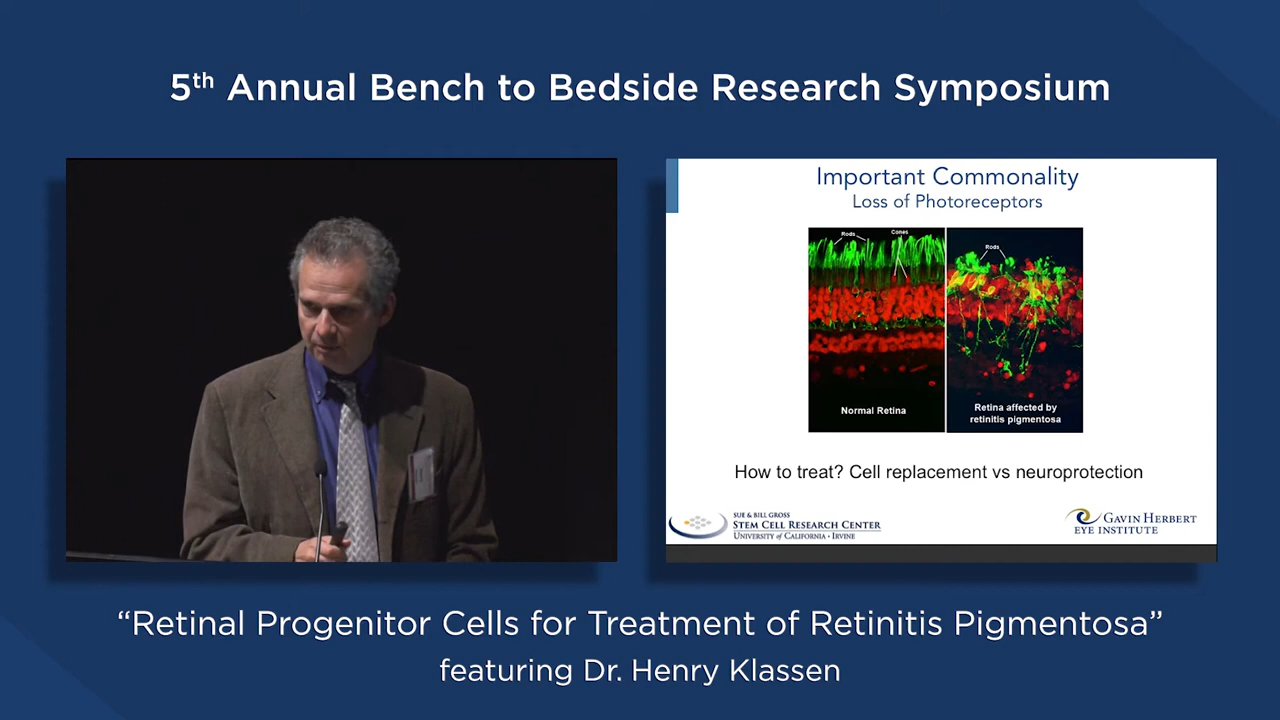 5th Annual Bench to Bedside Research Symposium
Important Commonality
Loss of Photoreceptors
Rods
Cones
Rods
Normal Retina
Retina affected by
retinitis pigmentosa
How to treat? Cell replacement vs neuroprotection
SUE & BILL GROSS
STEM CELL RESEARCH CENTER
UNIVERSITY OF CALIFORNIA • IRVINE
GAVIN HERBERT
EYE INSTITUTE
“Retinal Progenitor Cells for Treatment of Retinitis Pigmentosa”
featuring Dr. Henry Klassen